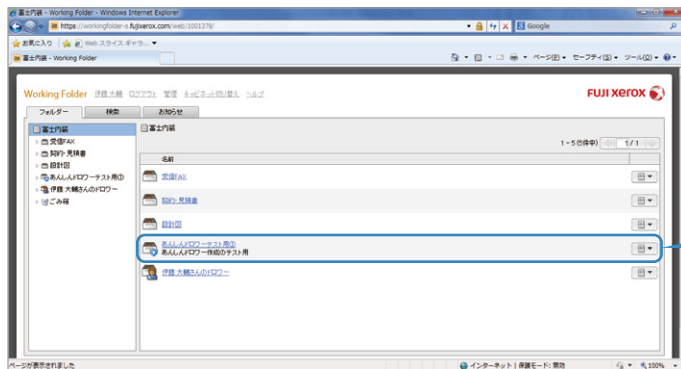 富士内装 - Working Folder - Windows Internet Explorer
https://workingfolder-s.fujixerox.com/web/1001379/
Google
お気に入り Web スライス ギャラ...
富士内装 - Working Folder
ページ(P) セーフティ(S) ツール(O)
Working Folder 伊藤 大輔 ログアウト 管理 キャビネット切り替え ヘルプ
FUJI XEROX
フォルダー 検索 お知らせ
富士内装
受信FAX
契約・見積書
設計図
あんしんドロワーテスト用①
伊藤 大輔さんのドロワー
ごみ箱
富士内装
1 - 5 (5件中) 1 / 1
名前
受信FAX
契約・見積書
設計図
あんしんドロワーテスト用①
あんしんドロワー作成のテスト用
伊藤 大輔さんのドロワー
ページが表示されました
インターネット | 保護モード: 無効
100%